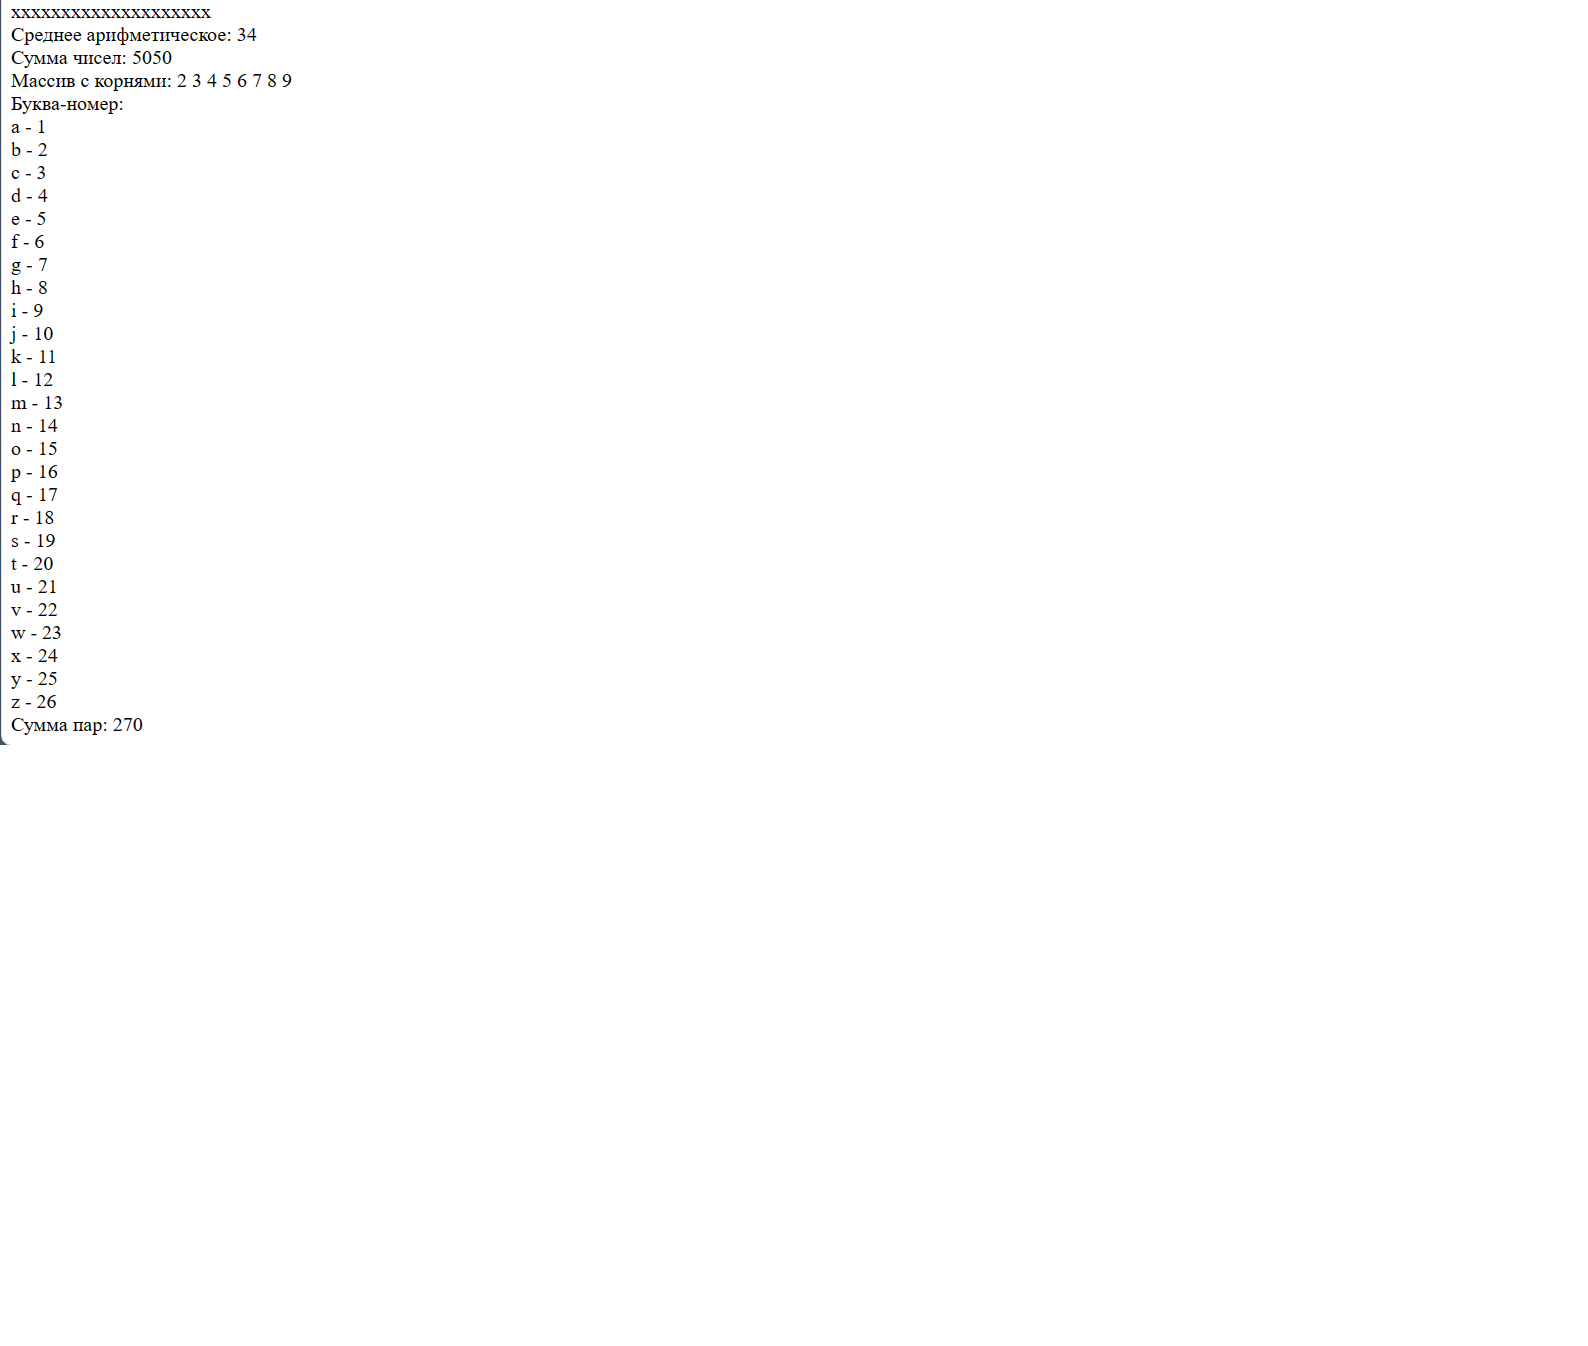 xxxxxxxxxxxxxxxxxxxx
Среднее арифметическое: 34
Сумма чисел: 5050
Массив с корнями: 2 3 4 5 6 7 8 9
Буква-номер:
a - 1
b - 2
c - 3
d - 4
e - 5
f - 6
g - 7
h - 8
i - 9
j - 10
k - 11
l - 12
m - 13
n - 14
o - 15
p - 16
q - 17
r - 18
s - 19
t - 20
u - 21
v - 22
w - 23
x - 24
y - 25
z - 26
Сумма пар: 270